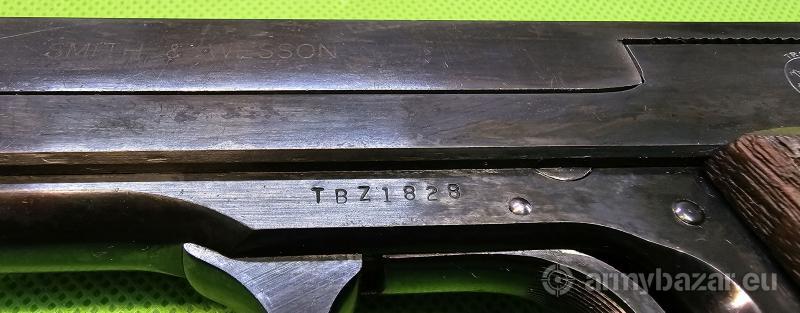 SMITH & WESSON
TBZ1828
armybazar.eu